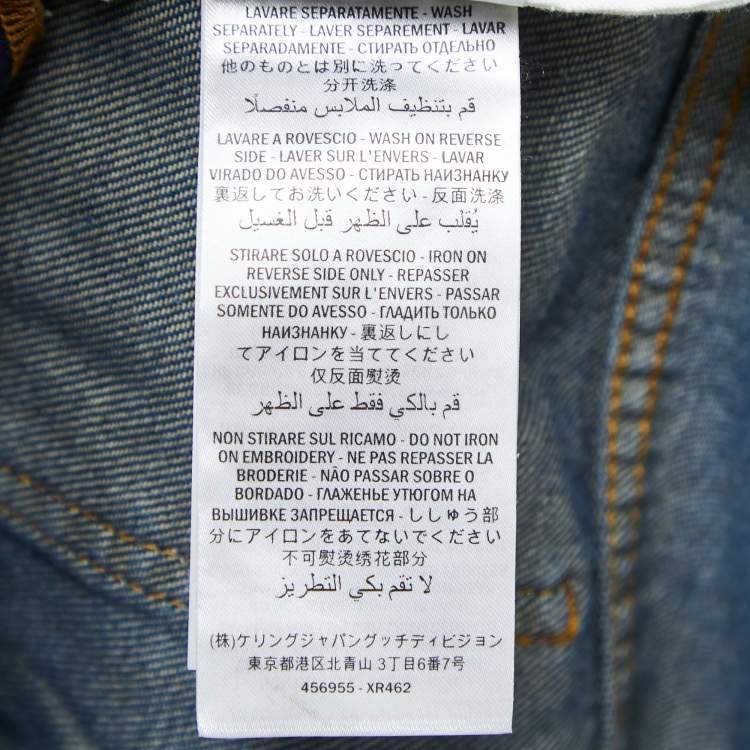 LAVARE SEPARATAMENTE - WASH
SEPARATELY - LAVER SEPAREMENT - LAVAR
SEPARADAMENTE - СТИРАТЬ ОТДЕЛЬНО
他のものとは別に洗ってください
分开洗涤
قم بتنظيف الملابس منفصلًا
LAVARE A ROVESCIO - WASH ON REVERSE
SIDE - LAVER SUR L'ENVERS - LAVAR
VIRADO DO AVESSO - СТИРАТЬ НАИЗНАНКУ
裏返してお洗いください - 反面洗涤
يُقلب على الظهر قبل الغسيل
STIRARE SOLO A ROVESCIO - IRON ON
REVERSE SIDE ONLY - REPASSER
EXCLUSIVEMENT SUR L'ENVERS - PASSAR
SOMENTE DO AVESSO - ГЛАДИТЬ ТОЛЬКО
НАИЗНАНКУ - 裏返しにし
てアイロンを当ててください
仅反面熨烫
قم بالكي فقط على الظهر
NON STIRARE SUL RICAMO - DO NOT IRON
ON EMBROIDERY - NE PAS REPASSER LA
BRODERIE - NÃO PASSAR SOBRE O
BORDADO - ГЛАЖЕНЬЕ УТЮГОМ НА
ВЫШИВКЕ ЗАПРЕЩАЕТСЯ - ししゅう部
分にアイロンをあてないでください
不可熨烫绣花部分
لا تقم بكي التطريز
(株)ケリングジャパングッチディビジョン
東京都港区北青山 3丁目6番7号
456955 - XR462